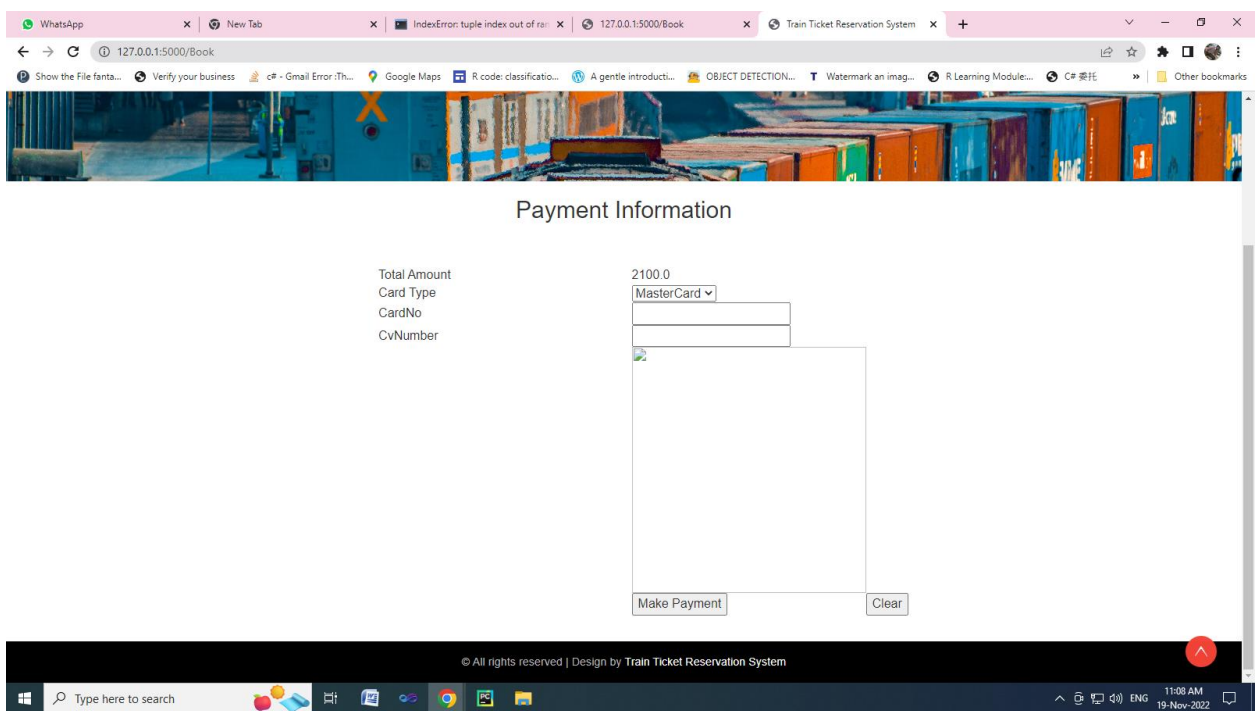 WhatsApp New Tab IndexError: tuple index out of ran 127.0.0.1:5000/Book Train Ticket Reservation System
127.0.0.1:5000/Book
Show the File fanta... Verify your business c# - Gmail Error :Th... Google Maps R code: classificatio... A gentle introducti... OBJECT DETECTION... Watermark an imag... R Learning Module:... C# 委托 » Other bookmarks
Payment Information
Total Amount 2100.0
Card Type MasterCard
CardNo
CvNumber
Make Payment Clear
© All rights reserved | Design by Train Ticket Reservation System
Type here to search ENG 11:08 AM
19-Nov-2022